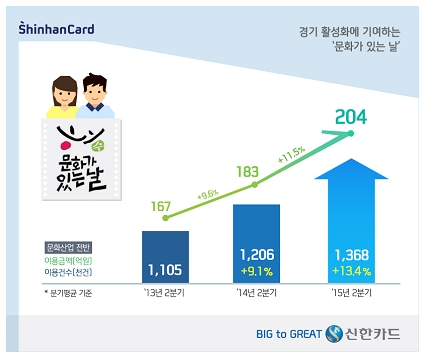 ShinhanCard
경기 활성화에 기여하는
'문화가 있는 날'
문화가
있는 날
수
204
+11.5%
183
+9.6%
167
문화산업 전반
이용금액[억원]
이용건수[천건]
* 분기평균 기준
1,105
1,206
+9.1%
1,368
+13.4%
'13년 2분기
'14년 2분기
'15년 2분기
BIG to GREAT 신한카드